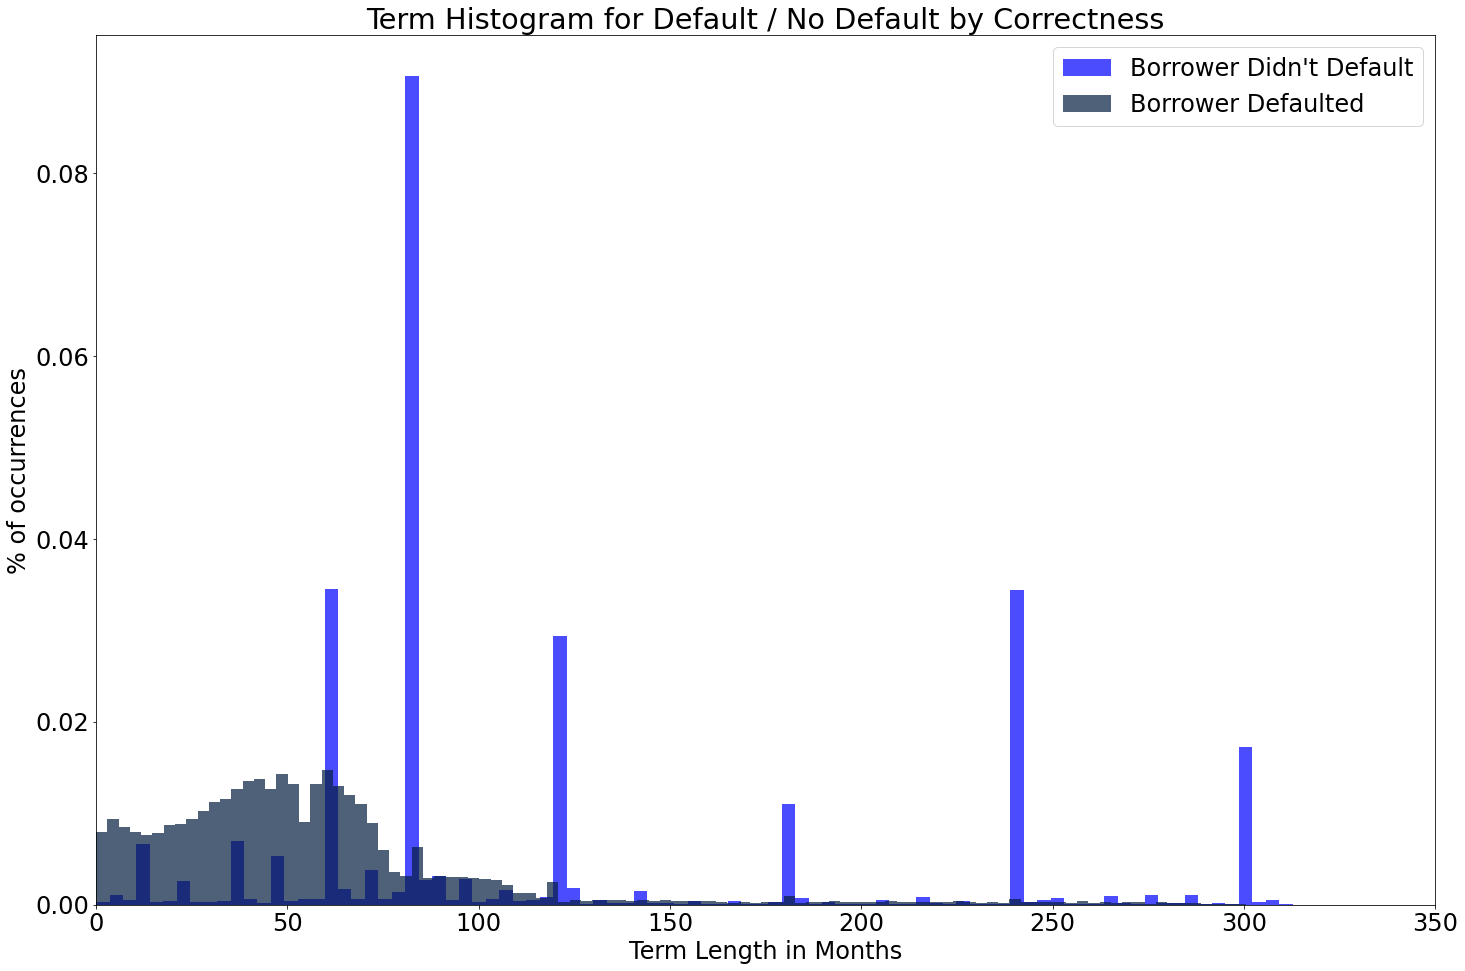 Term Histogram for Default / No Default by Correctness
Borrower Didn't Default
Borrower Defaulted
% of occurrences
0.08
0.06
0.04
0.02
0.00
0 50 100 150 200 250 300 350
Term Length in Months